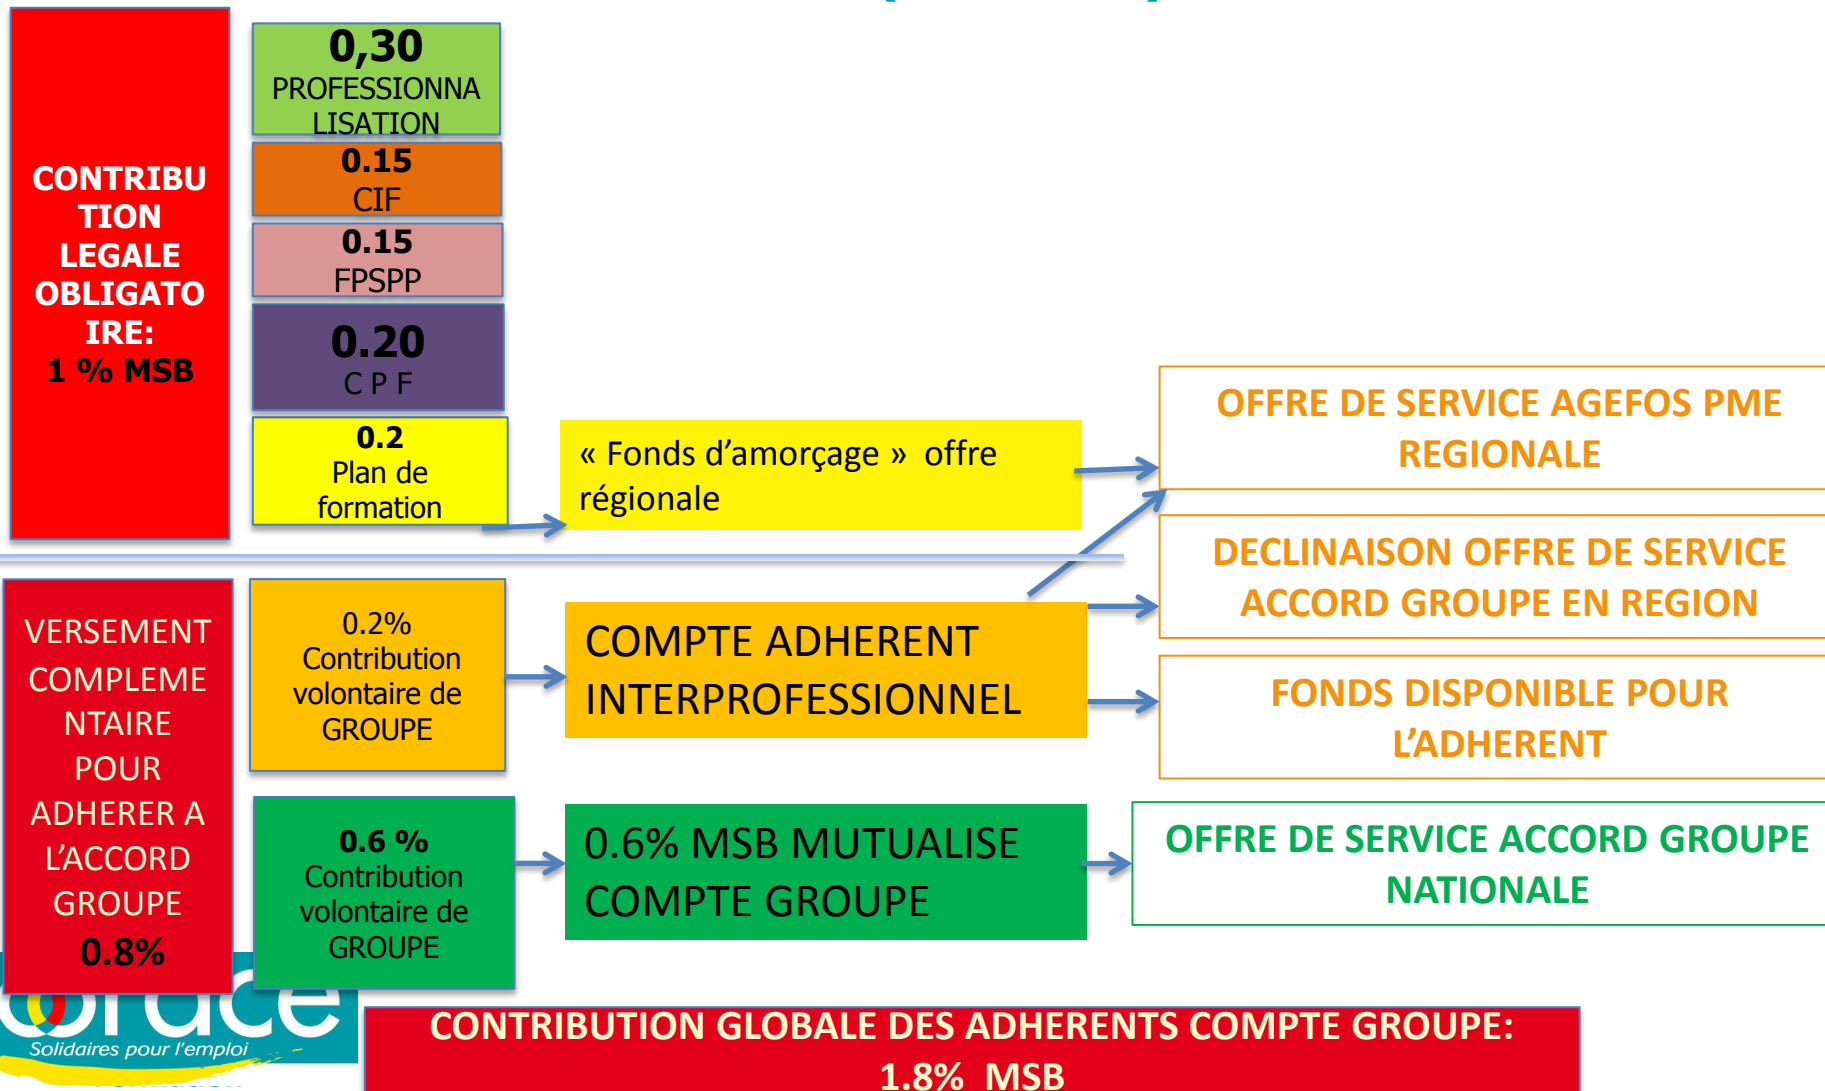 CONTRIBU
TION
LEGALE
OBLIGATO
IRE:
1 % MSB
0,30
PROFESSIONNA
LISATION
0.15
CIF
0.15
FPSPP
0.20
C P F
0.2
Plan de
formation
« Fonds d’amorçage » offre
régionale
OFFRE DE SERVICE AGEFOS PME
REGIONALE
DECLINAISON OFFRE DE SERVICE
ACCORD GROUPE EN REGION
FONDS DISPONIBLE POUR
L’ADHERENT
VERSEMENT
COMPLEME
NTAIRE
POUR
ADHERER A
L’ACCORD
GROUPE
0.8%
0.2%
Contribution
volontaire de
GROUPE
COMPTE ADHERENT
INTERPROFESSIONNEL
0.6 %
Contribution
volontaire de
GROUPE
0.6% MSB MUTUALISE
COMPTE GROUPE
OFFRE DE SERVICE ACCORD GROUPE
NATIONALE
Solidaires pour l'emploi
CONTRIBUTION GLOBALE DES ADHERENTS COMPTE GROUPE:
1.8% MSB